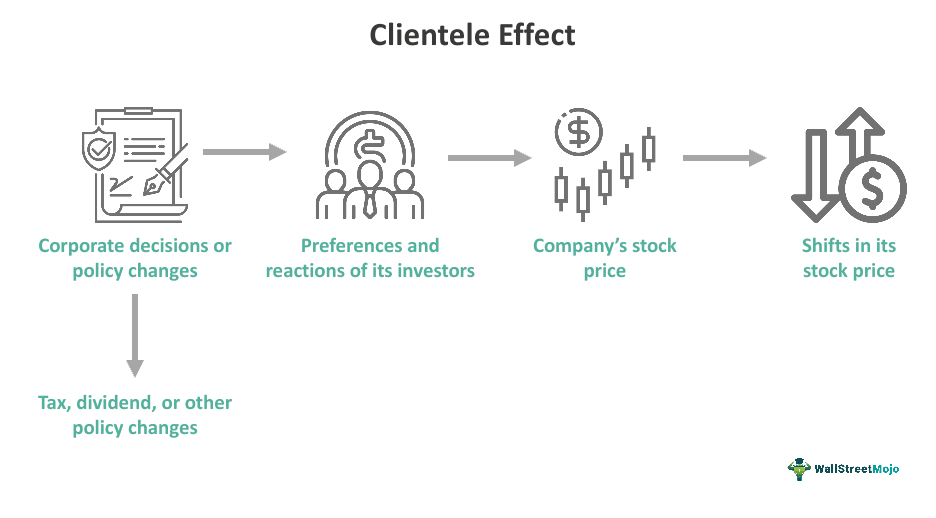 Clientele Effect
Corporate decisions or
policy changes
Preferences and
reactions of its investors
Company’s stock
price
Shifts in its
stock price
Tax, dividend, or other
policy changes
WallStreetMojo